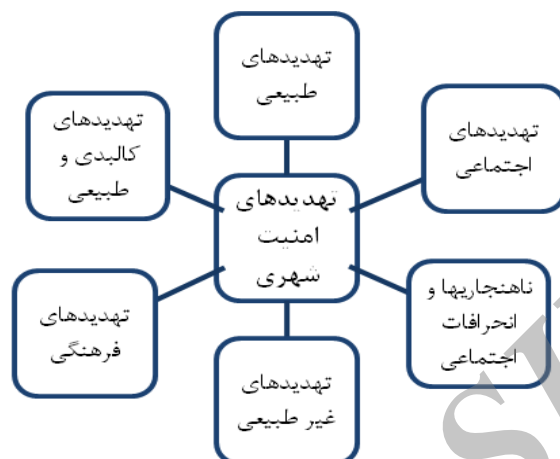 تهدیدهای
طبیعی
تهدیدهای
اجتماعی
تهدیدهای
کالبدی و
طبیعی
تهدیدهای
امنیت
شهری
ناهنجاریها و
انحرافات
اجتماعی
تهدیدهای
فرهنگی
تهدیدهای
غیر طبیعی